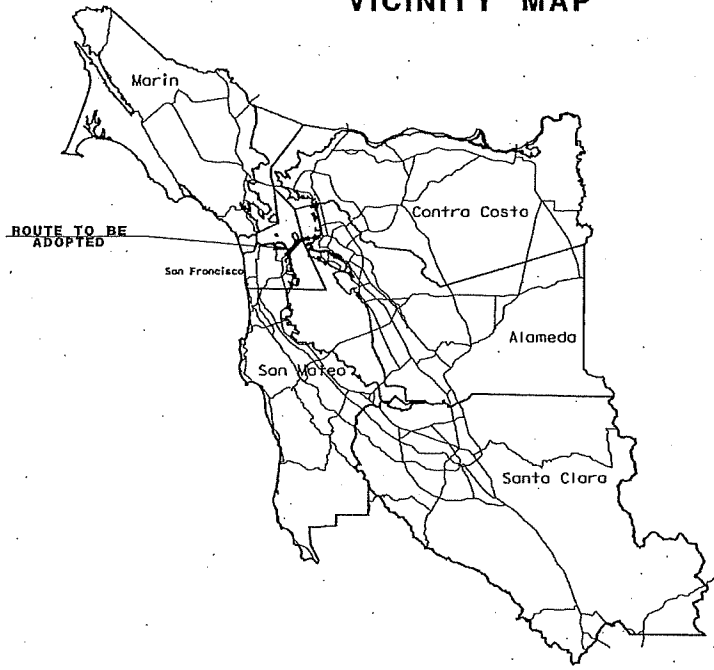 VICINITY MAP
Marin
Contra Costa
ROUTE TO BE
ADOPTED
San Francisco
Alameda
San Mateo
Santa Clara